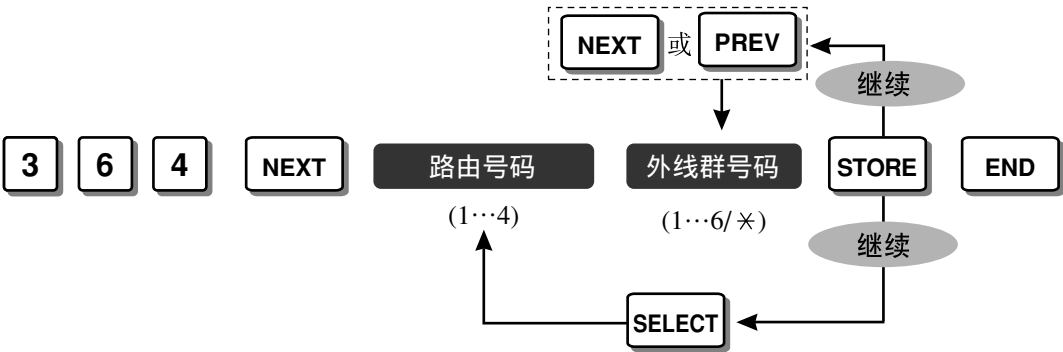 NEXT 或 PREV
继续
3 6 4 NEXT 路由号码 外线群号码 STORE END
(1…4) (1…6/＊)
继续
SELECT